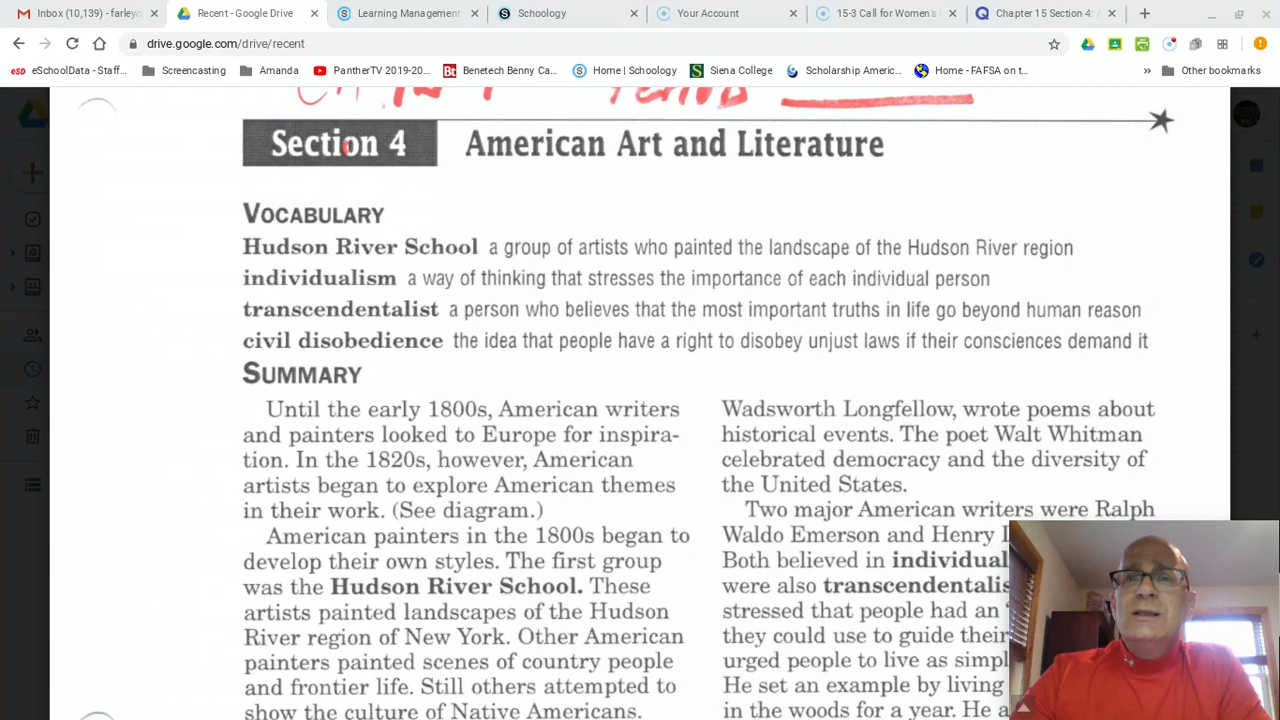 Inbox (10,139) - farleyo
Recent - Google Drive
Learning Management
Schoology
Your Account
15-3 Call for Women's
Chapter 15 Section 4:
drive.google.com/drive/recent
eSchoolData - Staff...
Screencasting
Amanda
PantherTV 2019-20...
Benetech Benny Ca...
Home | Schoology
Siena College
Scholarship Americ...
Home - FAFSA on t...
»
Other bookmarks
Section 4
American Art and Literature
VOCABULARY
Hudson River School a group of artists who painted the landscape of the Hudson River region
individualism a way of thinking that stresses the importance of each individual person
transcendentalist a person who believes that the most important truths in life go beyond human reason
civil disobedience the idea that people have a right to disobey unjust laws if their consciences demand it
SUMMARY
Until the early 1800s, American writers
and painters looked to Europe for inspira-
tion. In the 1820s, however, American
artists began to explore American themes
in their work. (See diagram.)
American painters in the 1800s began to
develop their own styles. The first group
was the Hudson River School. These
artists painted landscapes of the Hudson
River region of New York. Other American
painters painted scenes of country people
and frontier life. Still others attempted to
show the culture of Native Americans.
Wadsworth Longfellow, wrote poems about
historical events. The poet Walt Whitman
celebrated democracy and the diversity of
the United States.
Two major American writers were Ralph
Waldo Emerson and Henry
Both believed in individual
were also transcendentalis
stressed that people had an
they could use to guide their
urged people to live as simpl
He set an example by living
in the woods for a year. He a